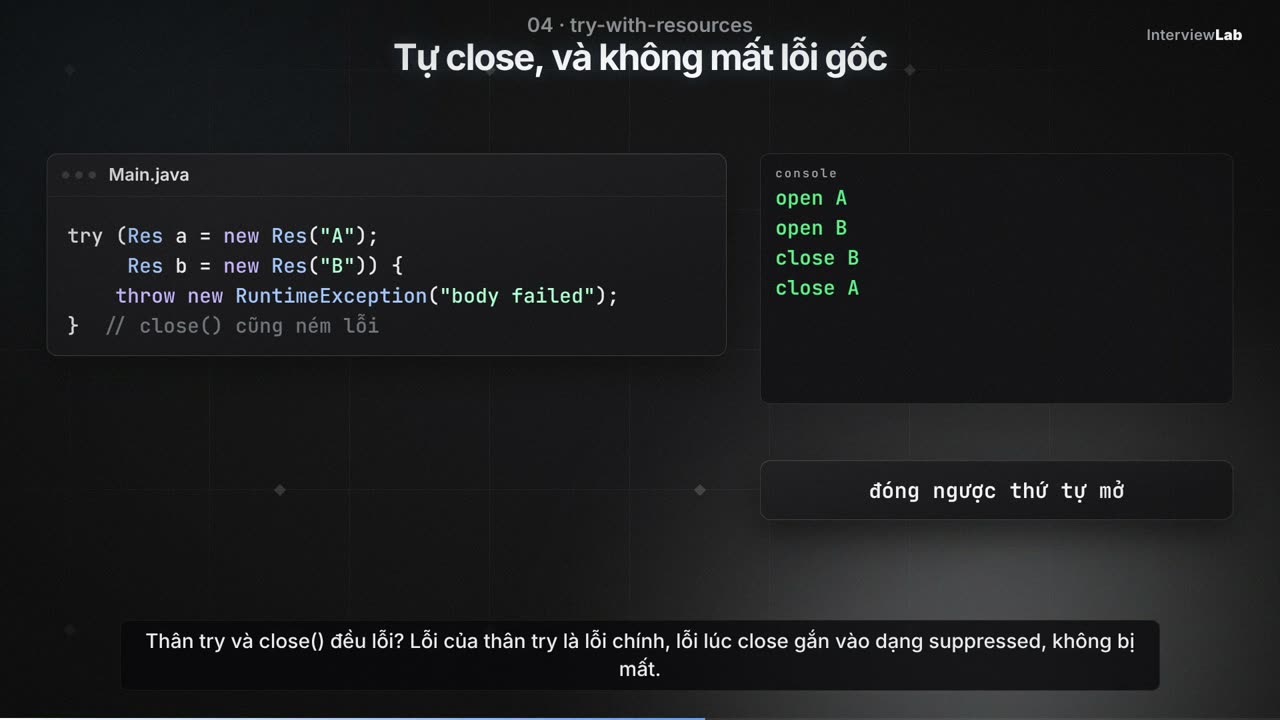 04 · try-with-resources
Tự close, và không mất lỗi gốc
InterviewLab
Main.java
try (Res a = new Res("A");
     Res b = new Res("B")) {
    throw new RuntimeException("body failed");
}  // close() cũng ném lỗi
console
open A
open B
close B
close A
đóng ngược thứ tự mở
Thân try và close() đều lỗi? Lỗi của thân try là lỗi chính, lỗi lúc close gắn vào dạng suppressed, không bị
mất.